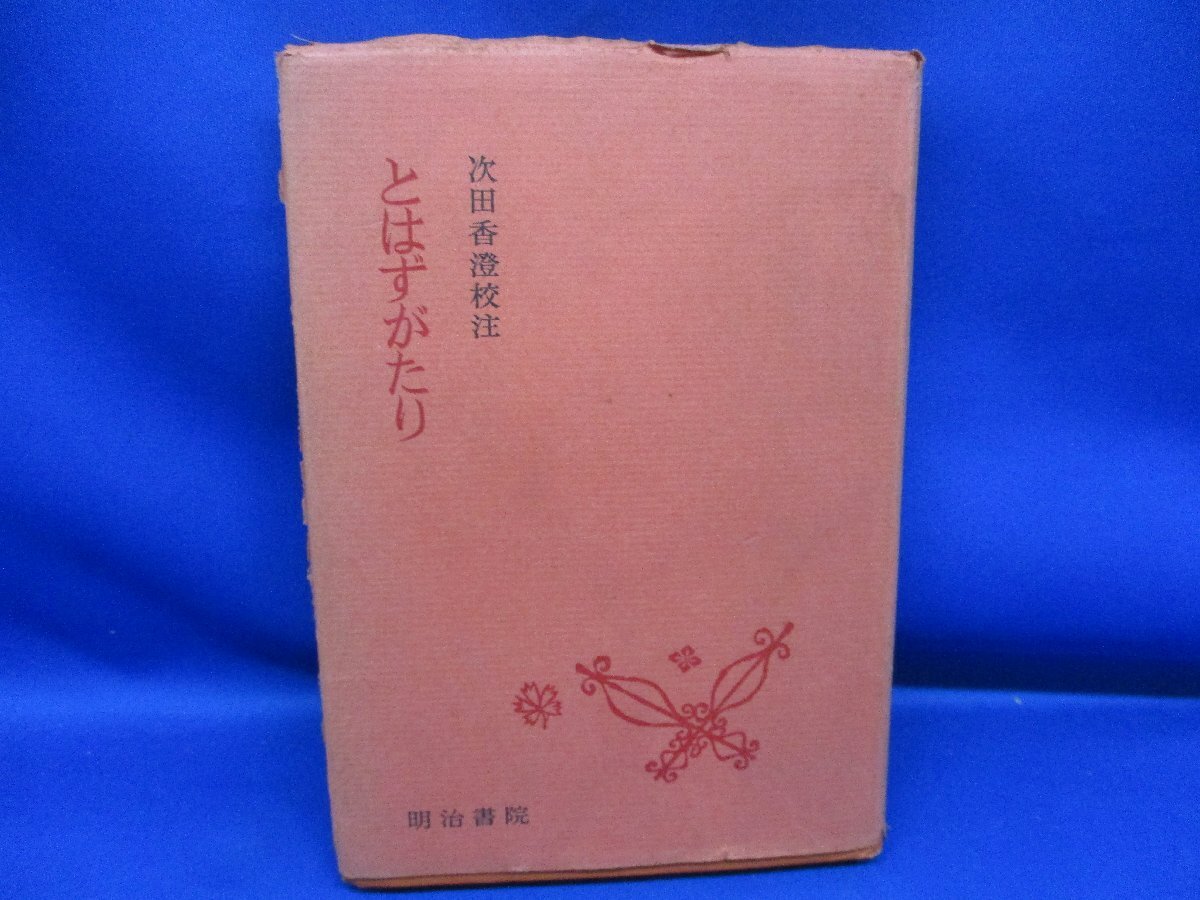 次田香澄校注
とはずがたり
明治書院